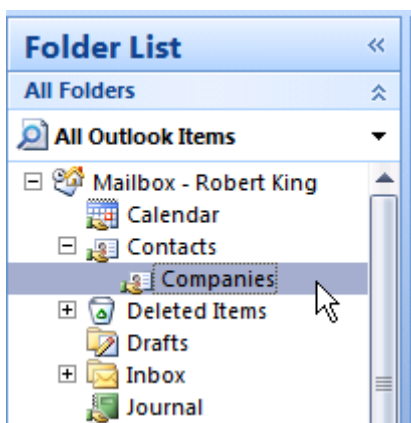 Folder List
All Folders
All Outlook Items
Mailbox - Robert King
Calendar
Contacts
Companies
Deleted Items
Drafts
Inbox
Journal